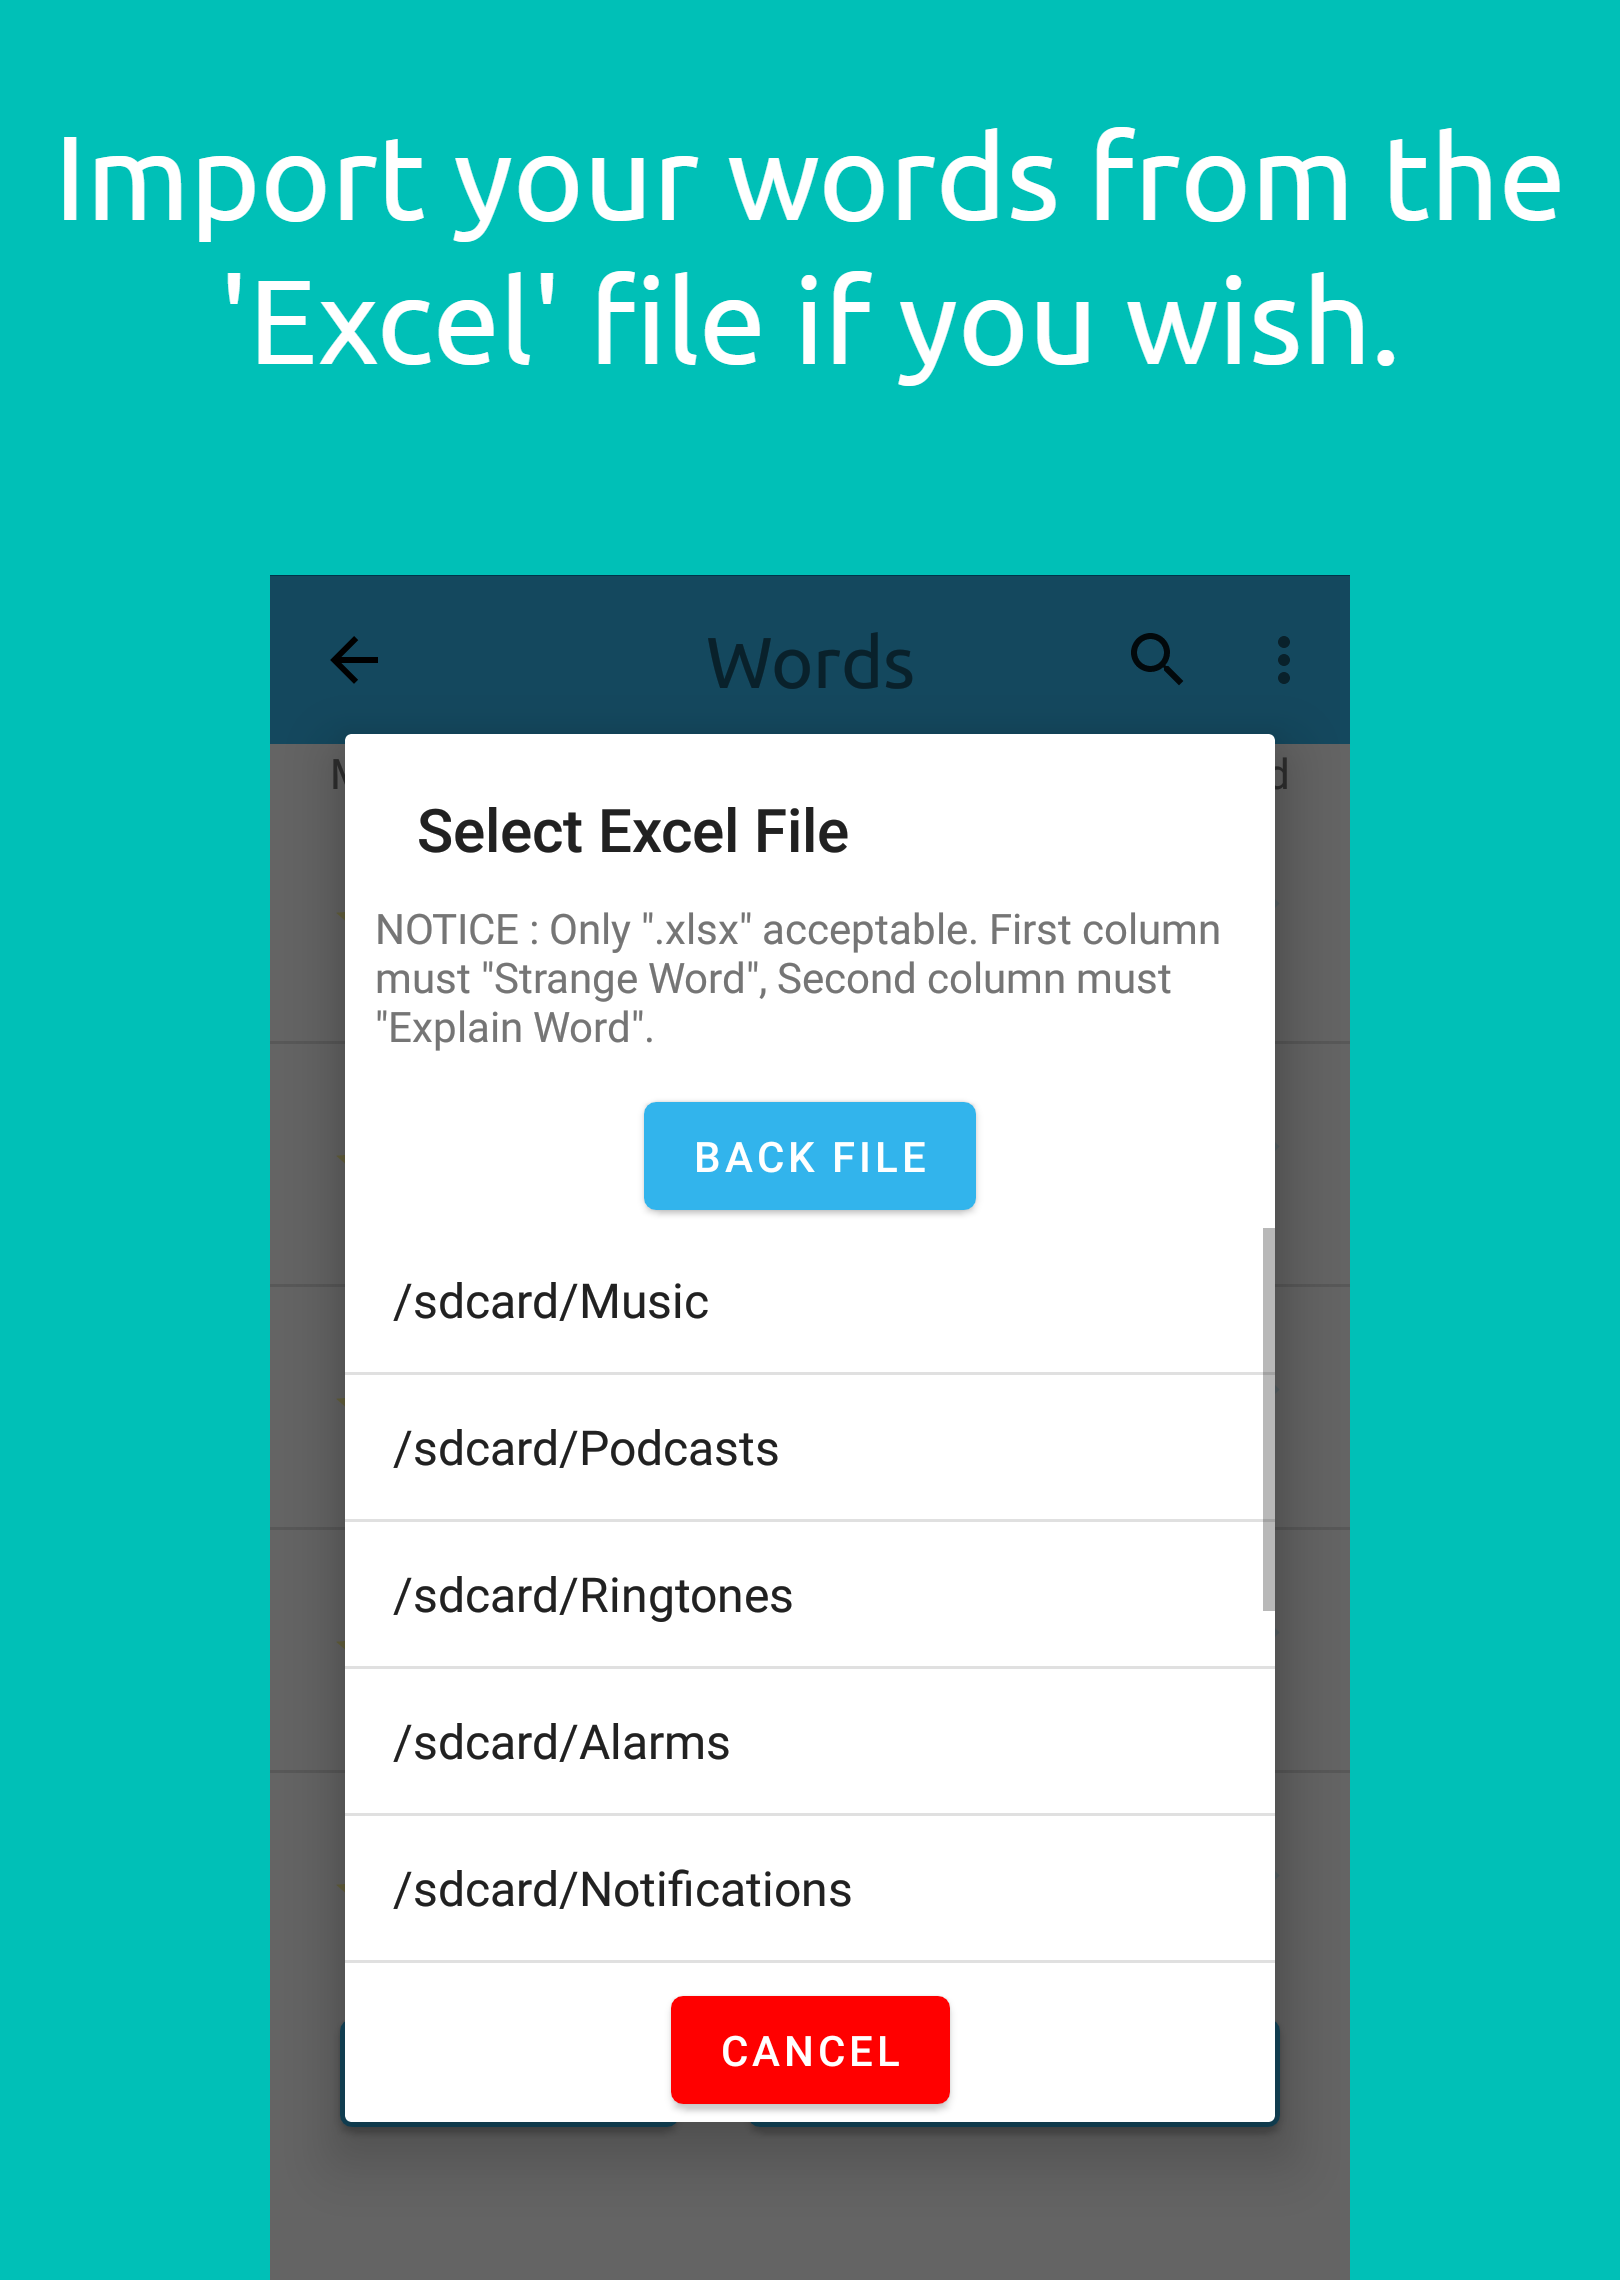 Import your words from the
'Excel' file if you wish.
Words
Select Excel File
NOTICE : Only ".xlsx" acceptable. First column
must "Strange Word", Second column must
"Explain Word".
BACK FILE
/sdcard/Music
/sdcard/Podcasts
/sdcard/Ringtones
/sdcard/Alarms
/sdcard/Notifications
CANCEL